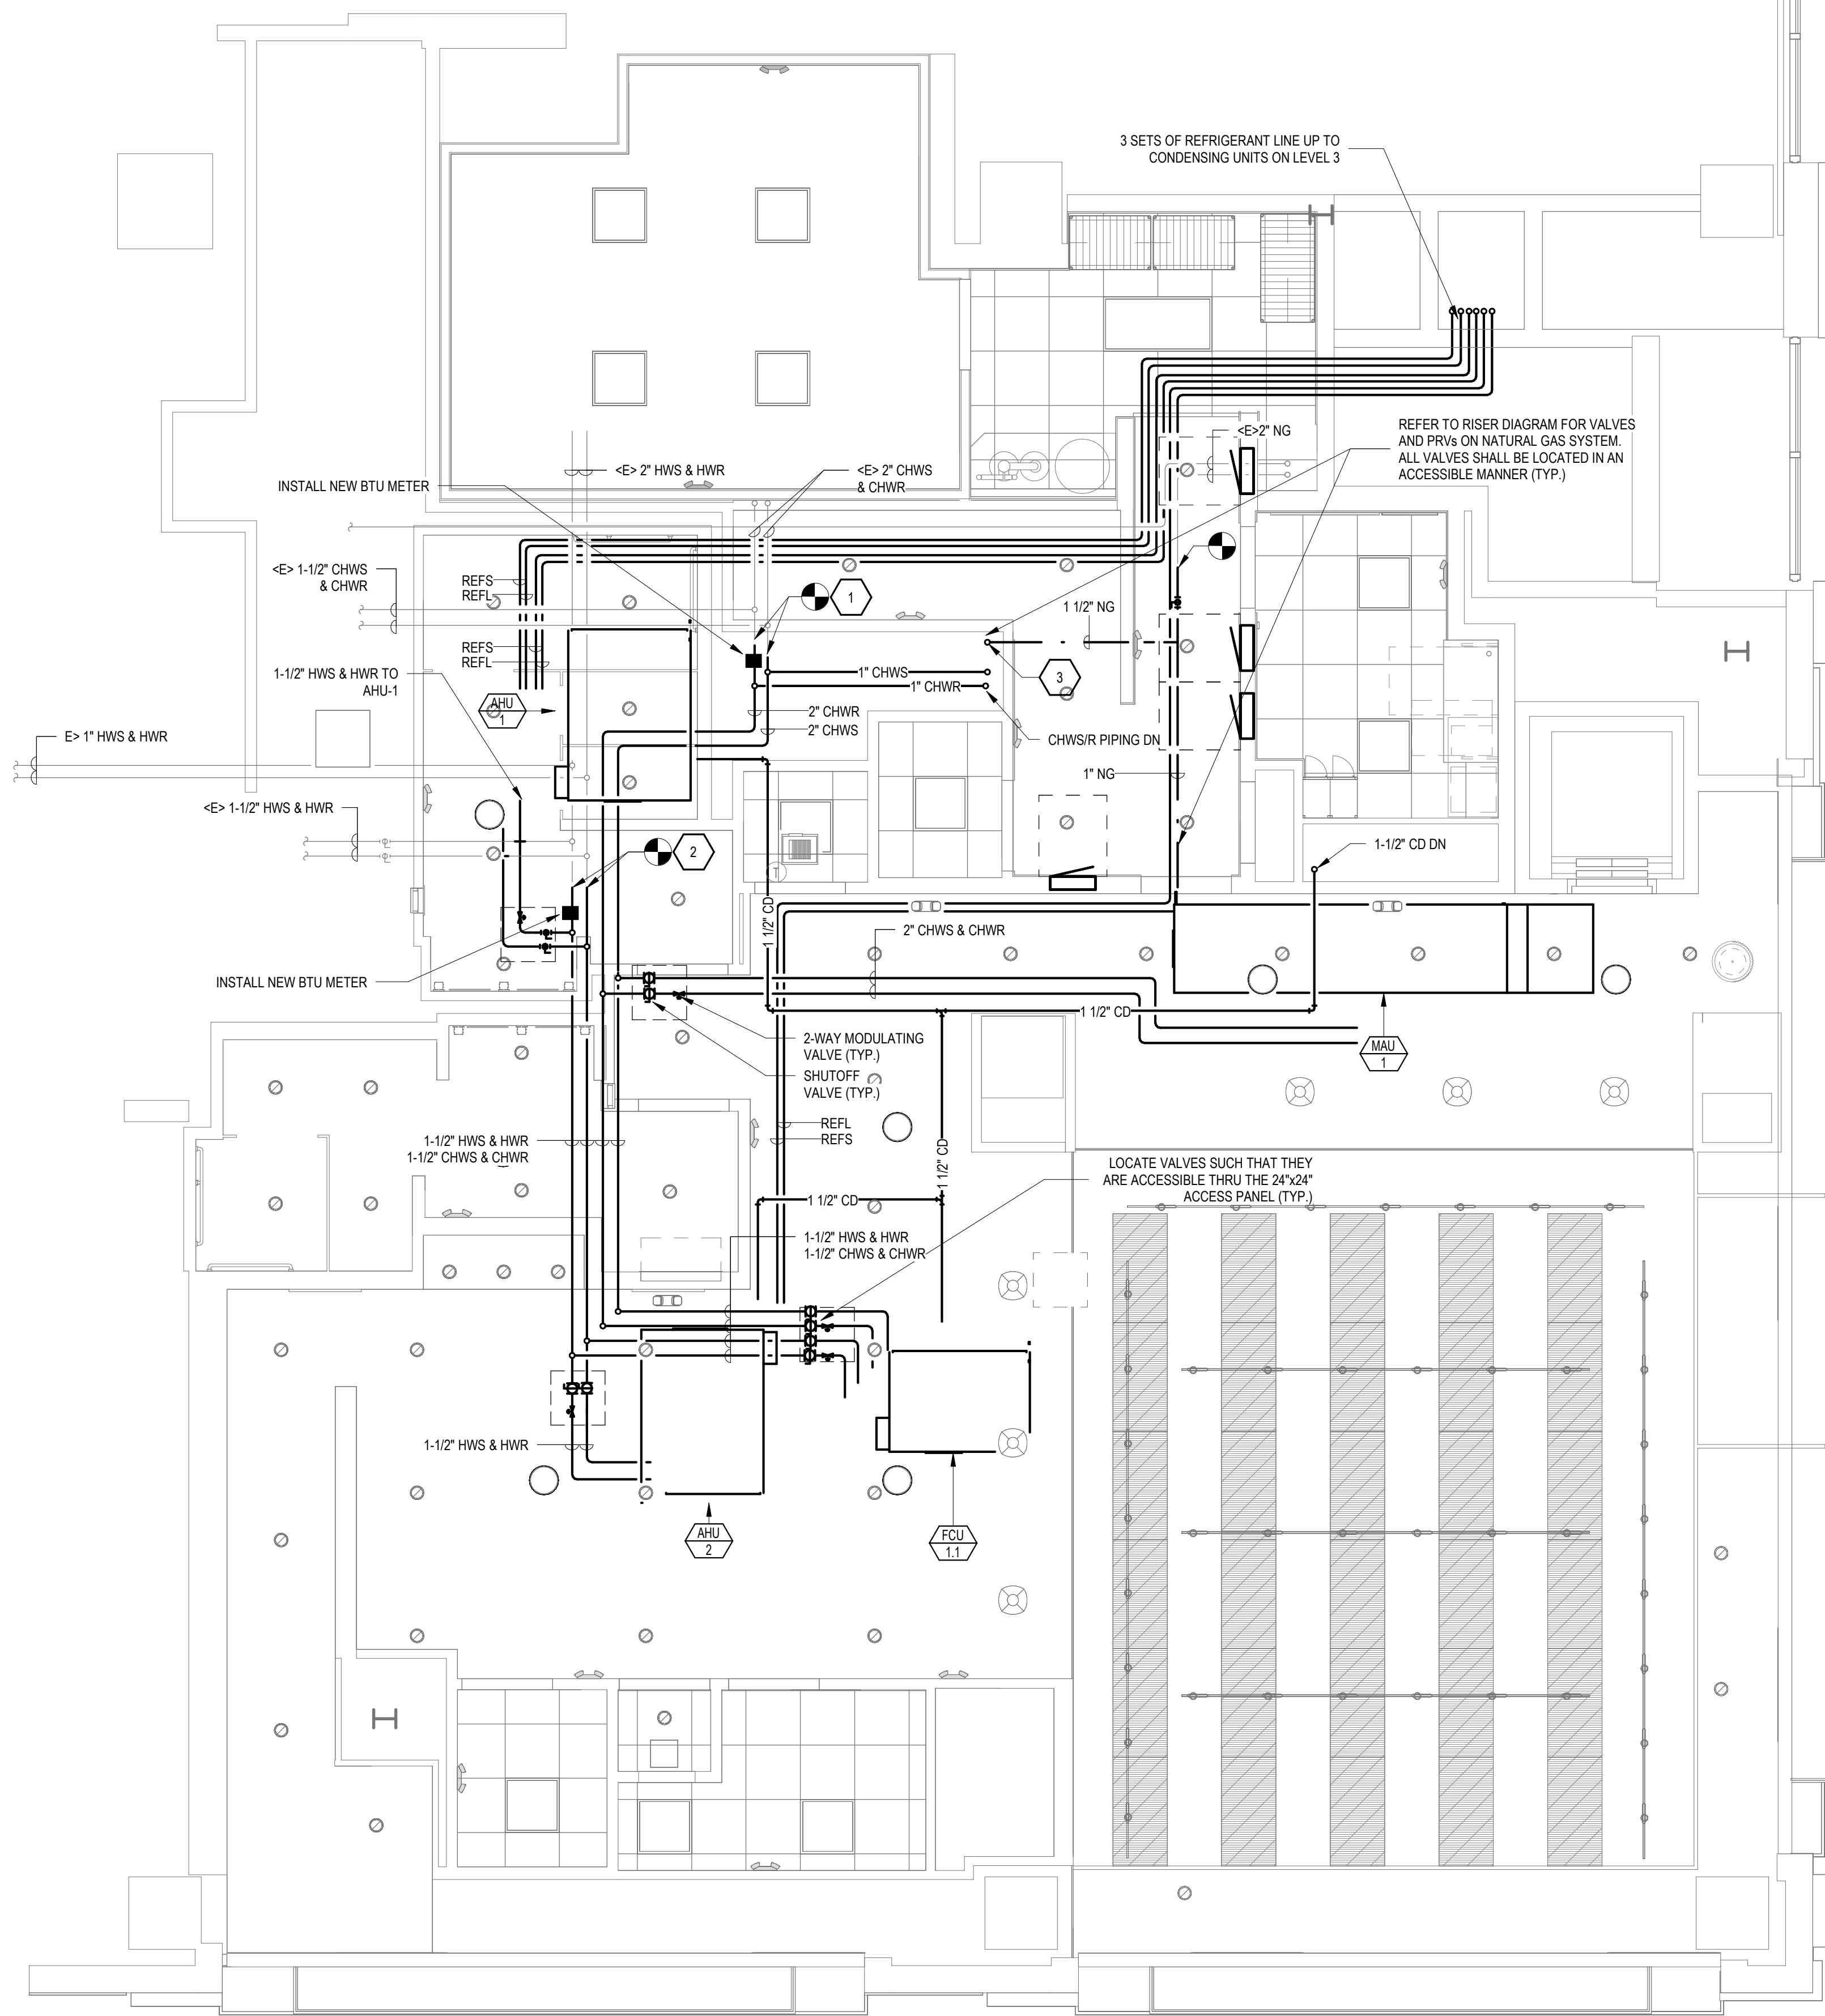 3 SETS OF REFRIGERANT LINE UP TO
CONDENSING UNITS ON LEVEL 3
REFER TO RISER DIAGRAM FOR VALVES
AND PRVs ON NATURAL GAS SYSTEM.
ALL VALVES SHALL BE LOCATED IN AN
ACCESSIBLE MANNER (TYP.)
<E>2" NG
<E> 2" HWS & HWR
<E> 2" CHWS
& CHWR
INSTALL NEW BTU METER
<E> 1-1/2" CHWS
& CHWR
REFS
REFL
1
1 1/2" NG
REFS
REFL
1-1/2" HWS & HWR TO
AHU-1
1" CHWS
1" CHWR
3
AHU
1
2" CHWR
2" CHWS
CHWS/R PIPING DN
E> 1" HWS & HWR
1" NG
<E> 1-1/2" HWS & HWR
2
T
1-1/2" CD DN
1 1/2" CD
2" CHWS & CHWR
INSTALL NEW BTU METER
1 1/2" CD
2-WAY MODULATING
VALVE (TYP.)
SHUTOFF
VALVE (TYP.)
MAU
1
REFL
REFS
1-1/2" HWS & HWR
1-1/2" CHWS & CHWR
1 1/2" CD
LOCATE VALVES SUCH THAT THEY
ARE ACCESSIBLE THRU THE 24"x24"
ACCESS PANEL (TYP.)
1 1/2" CD
1-1/2" HWS & HWR
1-1/2" CHWS & CHWR
1-1/2" HWS & HWR
AHU
2
FCU
1.1